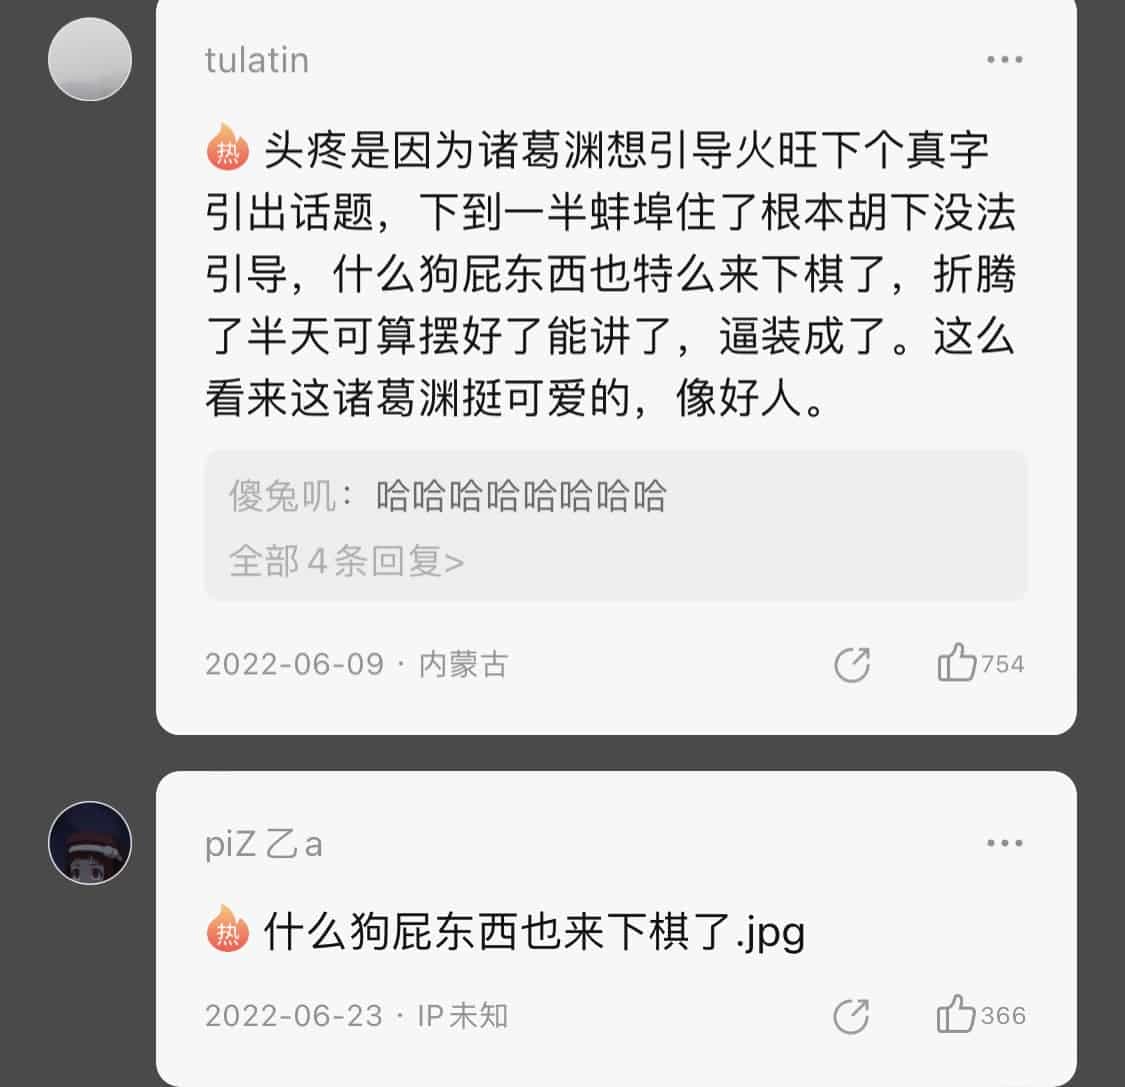 tulatin
热 头疼是因为诸葛渊想引导火旺下个真字
引出话题，下到一半蚌埠住了根本胡下没法
引导，什么狗屁东西也特么来下棋了，折腾
了半天可算摆好了能讲了，逼装成了。这么
看来这诸葛渊挺可爱的，像好人。
傻兔叽：哈哈哈哈哈哈哈哈
全部4条回复>
2022-06-09 · 内蒙古 754
piZ乙a
热 什么狗屁东西也来下棋了.jpg
2022-06-23 · IP未知 366